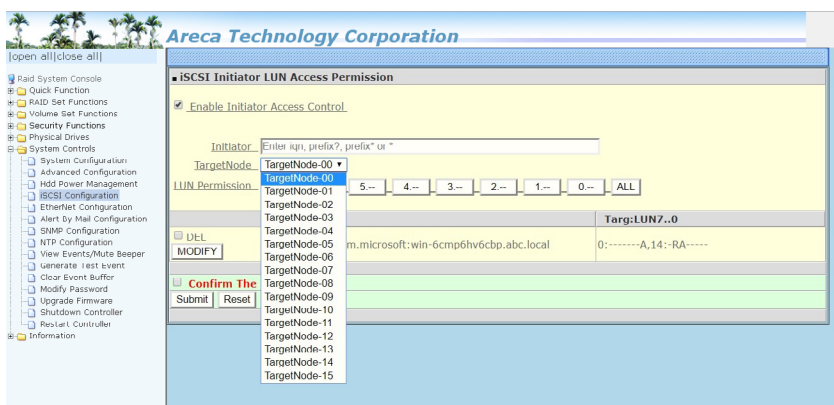 Areca Technology Corporation
|open all|close all|
Raid System Console
Quick Function
RAID Set Functions
Volume Set Functions
Security Functions
Physical Drives
System Controls
System Configuration
Advanced Configuration
Hdd Power Management
iSCSI Configuration
EtherNet Configuration
Alert By Mail Configuration
SNMP Configuration
NTP Configuration
View Events/Mute Beeper
Generate Test Event
Clear Event Buffer
Modify Password
Upgrade Firmware
Shutdown Controller
Restart Controller
Information
iSCSI Initiator LUN Access Permission
Enable Initiator Access Control
Initiator Enter iqn, prefix?, prefix* or *
TargetNode TargetNode-00
LUN Permission 5.-- 4.-- 3.-- 2.-- 1.-- 0.-- ALL
TargetNode-00
TargetNode-01
TargetNode-02
TargetNode-03
TargetNode-04
TargetNode-05
TargetNode-06
TargetNode-07
TargetNode-08
TargetNode-09
TargetNode-10
TargetNode-11
TargetNode-12
TargetNode-13
TargetNode-14
TargetNode-15
Targ:LUN7..0
DEL
MODIFY
m.microsoft:win-6cmp6hv6cbp.abc.local 0:-------A,14:-RA-----
Confirm The
Submit Reset